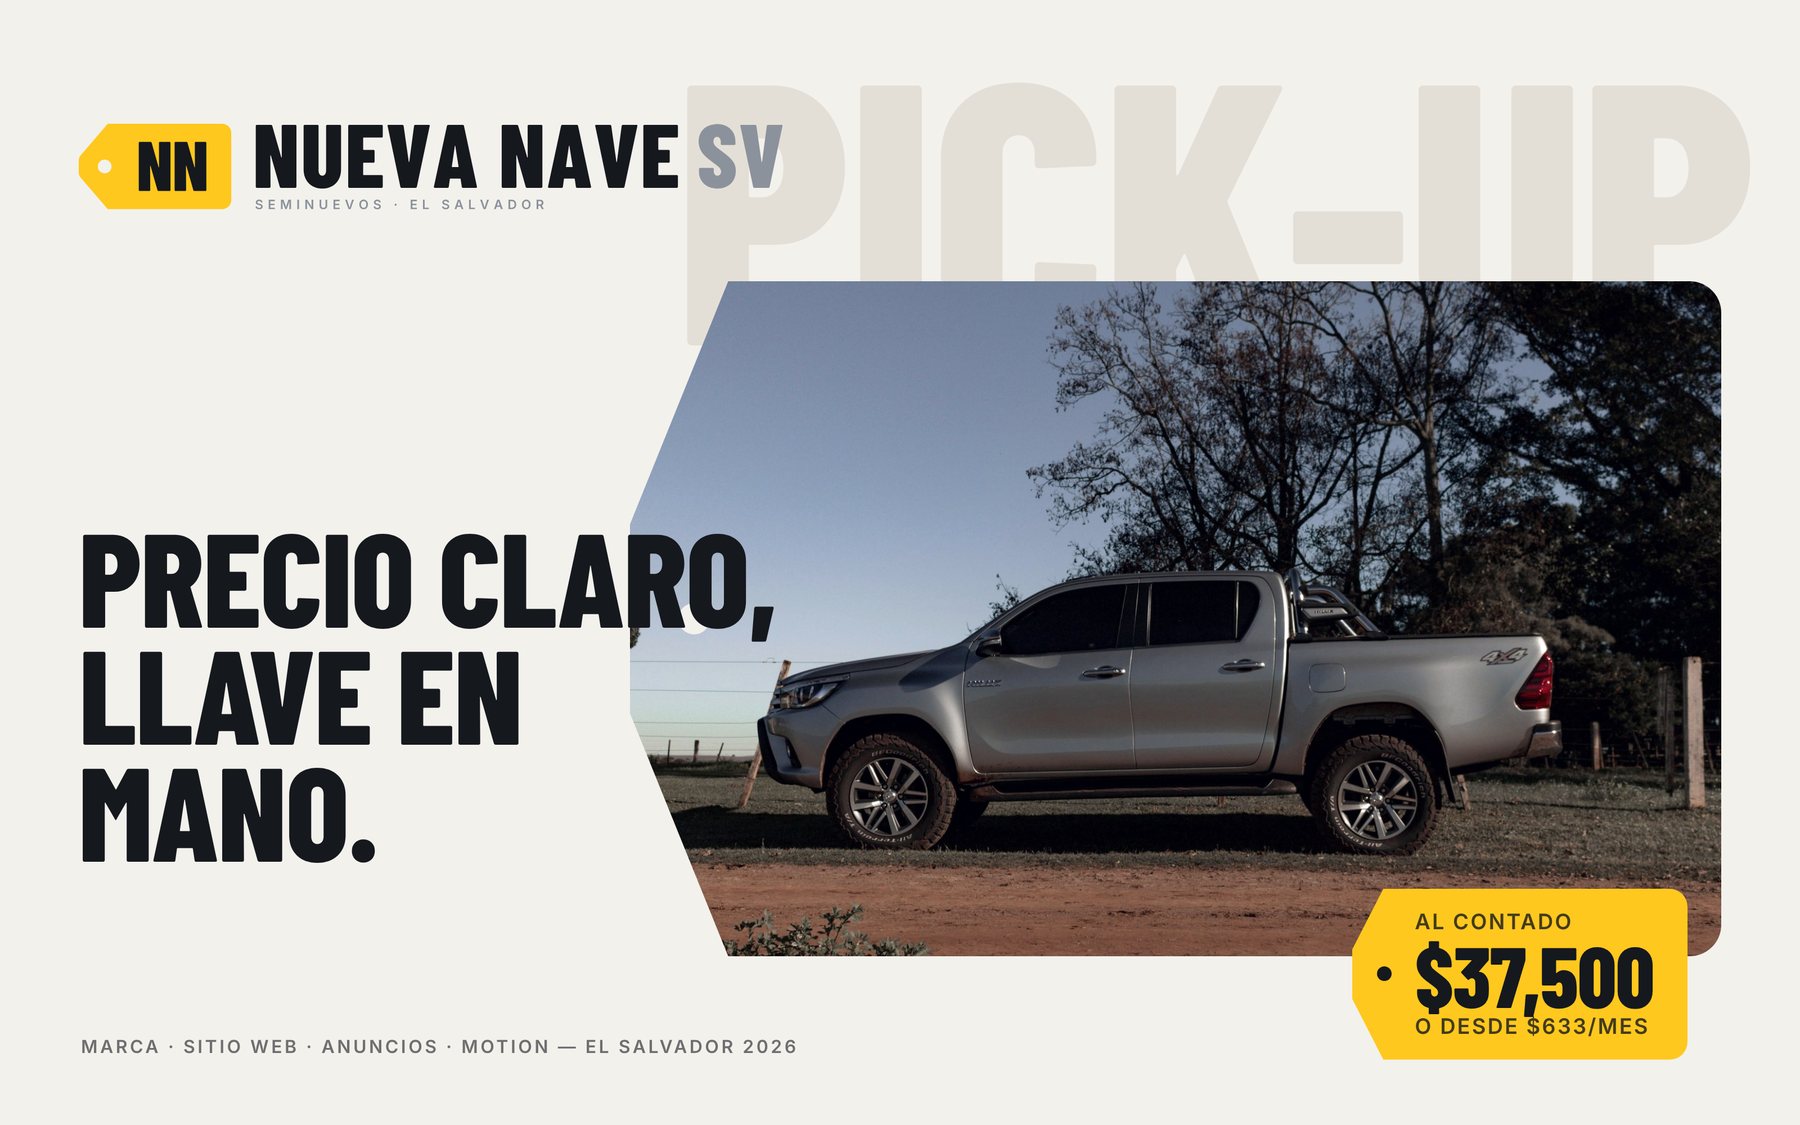 PICK-UP
NN
NUEVA NAVE SV
SEMINUEVOS · EL SALVADOR
PRECIO CLARO,
LLAVE EN
MANO.
HILUX
4x4
AL CONTADO
$37,500
O DESDE $633/MES
MARCA · SITIO WEB · ANUNCIOS · MOTION — EL SALVADOR 2026